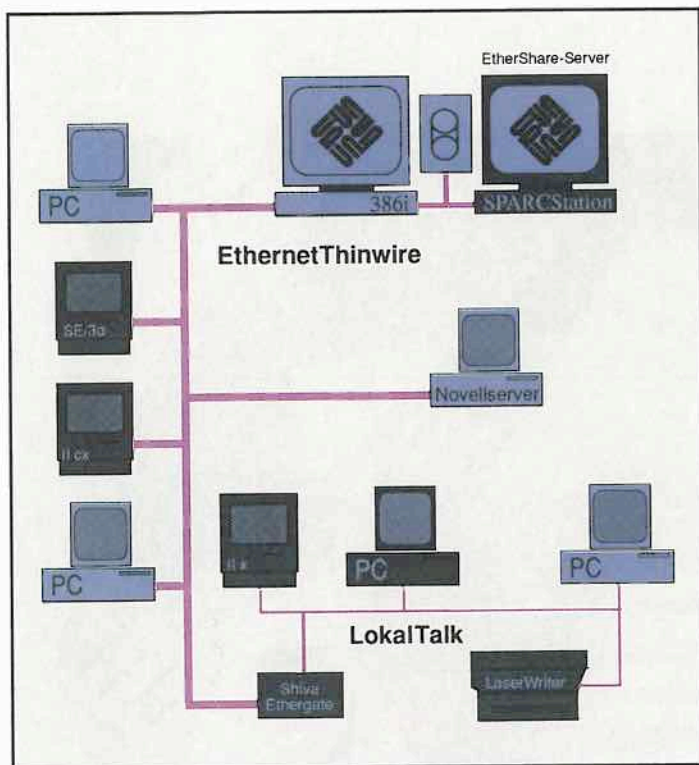 EtherShare-Server
PC
386i
SPARCStation
EthernetThinwire
SE/30
Novellserver
II cx
II x
PC
PC
PC
LokalTalk
Shiva
Ethergate
LaserWriter